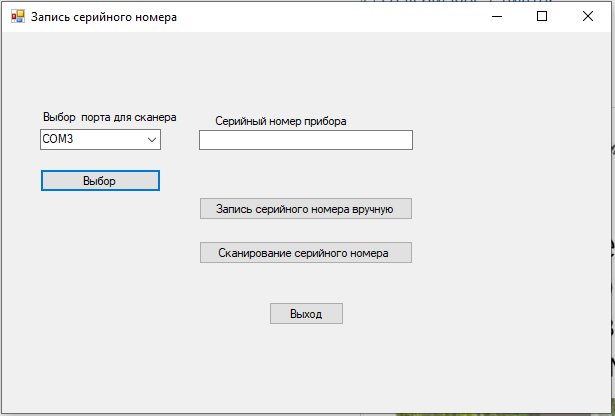 Запись серийного номера
Выбор порта для сканера
Серийный номер прибора
COM3
Выбор
Запись серийного номера вручную
Сканирование серийного номера
Выход